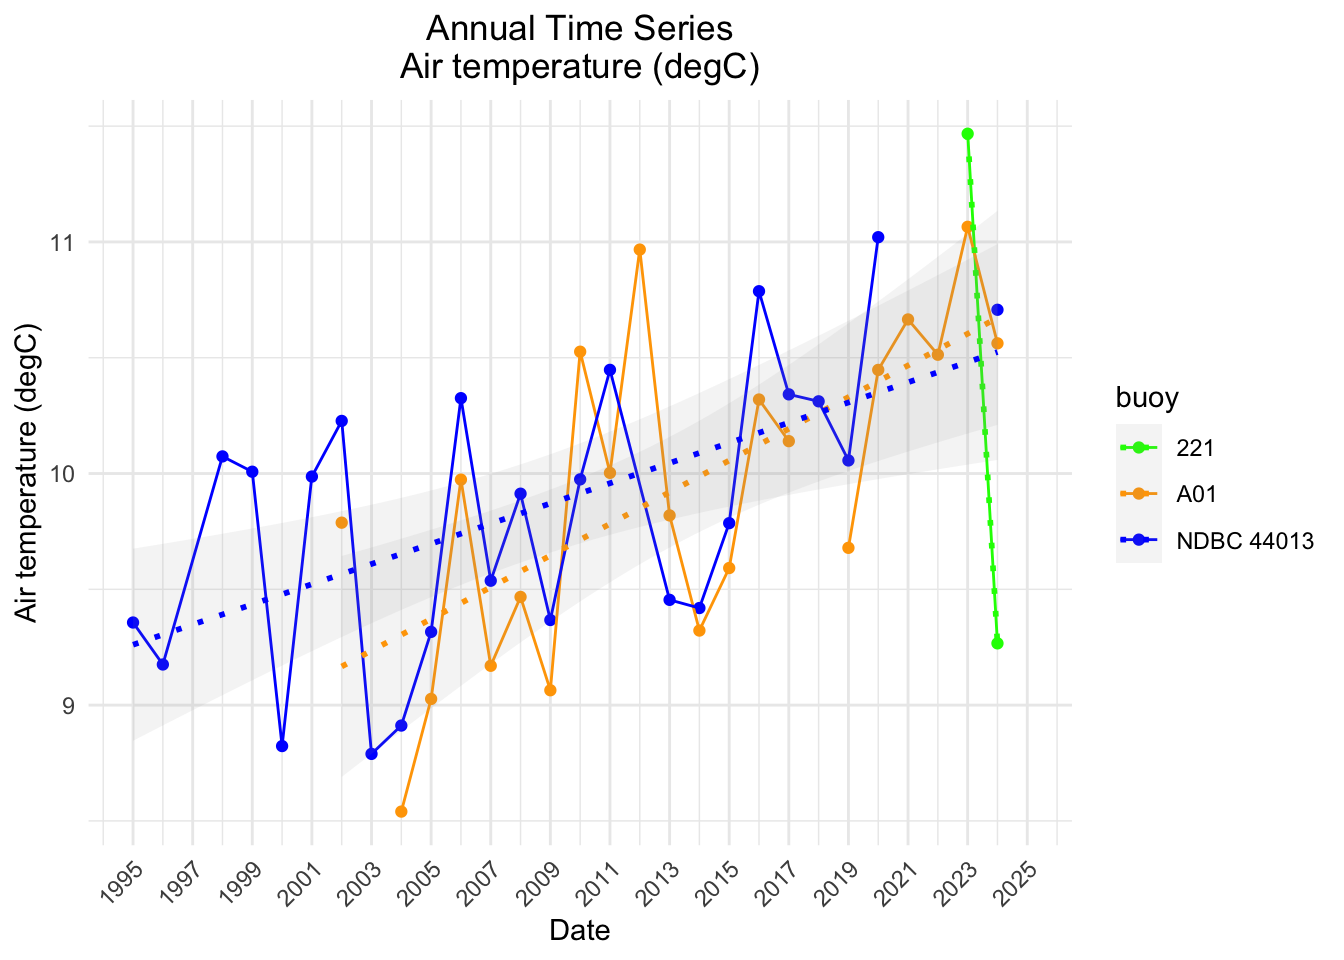 Annual Time Series
Air temperature (degC)
Air temperature (degC)
11
10
9
1995
1997
1999
2001
2003
2005
2007
2009
2011
2013
2015
2017
2019
2021
2023
2025
Date
buoy
221
A01
NDBC 44013